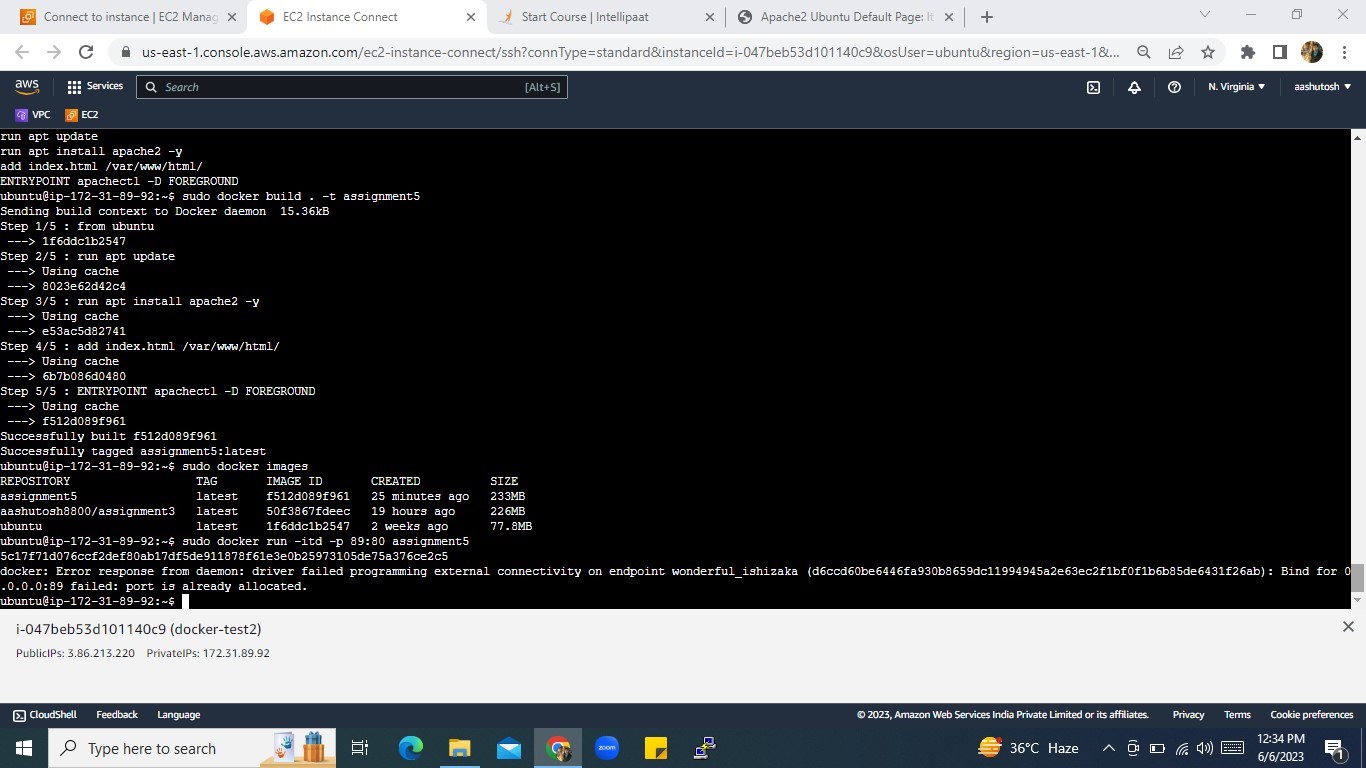 Connect to instance | EC2 Manag
EC2 Instance Connect
Start Course | Intellipaat
Apache2 Ubuntu Default Page: It
us-east-1.console.aws.amazon.com/ec2-instance-connect/ssh?connType=standard&instanceId=i-047beb53d101140c9&osUser=ubuntu&region=us-east-1&...
aws
Services
Search
[Alt+S]
N. Virginia
aashutosh
VPC
EC2
run apt update
run apt install apache2 -y
add index.html /var/www/html/
ENTRYPOINT apachectl -D FOREGROUND
ubuntu@ip-172-31-89-92:~$ sudo docker build . -t assignment5
Sending build context to Docker daemon  15.36kB
Step 1/5 : from ubuntu
 ---> 1f6ddc1b2547
Step 2/5 : run apt update
 ---> Using cache
 ---> 8023e62d42c4
Step 3/5 : run apt install apache2 -y
 ---> Using cache
 ---> e53ac5d82741
Step 4/5 : add index.html /var/www/html/
 ---> Using cache
 ---> 6b7b086d0480
Step 5/5 : ENTRYPOINT apachectl -D FOREGROUND
 ---> Using cache
 ---> f512d089f961
Successfully built f512d089f961
Successfully tagged assignment5:latest
ubuntu@ip-172-31-89-92:~$ sudo docker images
REPOSITORY                TAG       IMAGE ID       CREATED          SIZE
assignment5               latest    f512d089f961   25 minutes ago   233MB
aashutosh8800/assignment3   latest    50f3867fdeec   19 hours ago     226MB
ubuntu                    latest    1f6ddc1b2547   2 weeks ago      77.8MB
ubuntu@ip-172-31-89-92:~$ sudo docker run -itd -p 89:80 assignment5
5c17f71d076ccf2def80ab17df5de911878f61e3e0b25973105de75a376ce2c5
docker: Error response from daemon: driver failed programming external connectivity on endpoint wonderful_ishizaka (d6ccd60be6446fa930b8659dc11994945a2e63ec2f1bf0f1b6b85de6431f26ab): Bind for 0
.0.0.0:89 failed: port is already allocated.
ubuntu@ip-172-31-89-92:~$
i-047beb53d101140c9 (docker-test2)
PublicIPs: 3.86.213.220    PrivateIPs: 172.31.89.92
CloudShell
Feedback
Language
© 2023, Amazon Web Services India Private Limited or its affiliates.
Privacy
Terms
Cookie preferences
Type here to search
zoom
36°C Haze
12:34 PM
6/6/2023
1